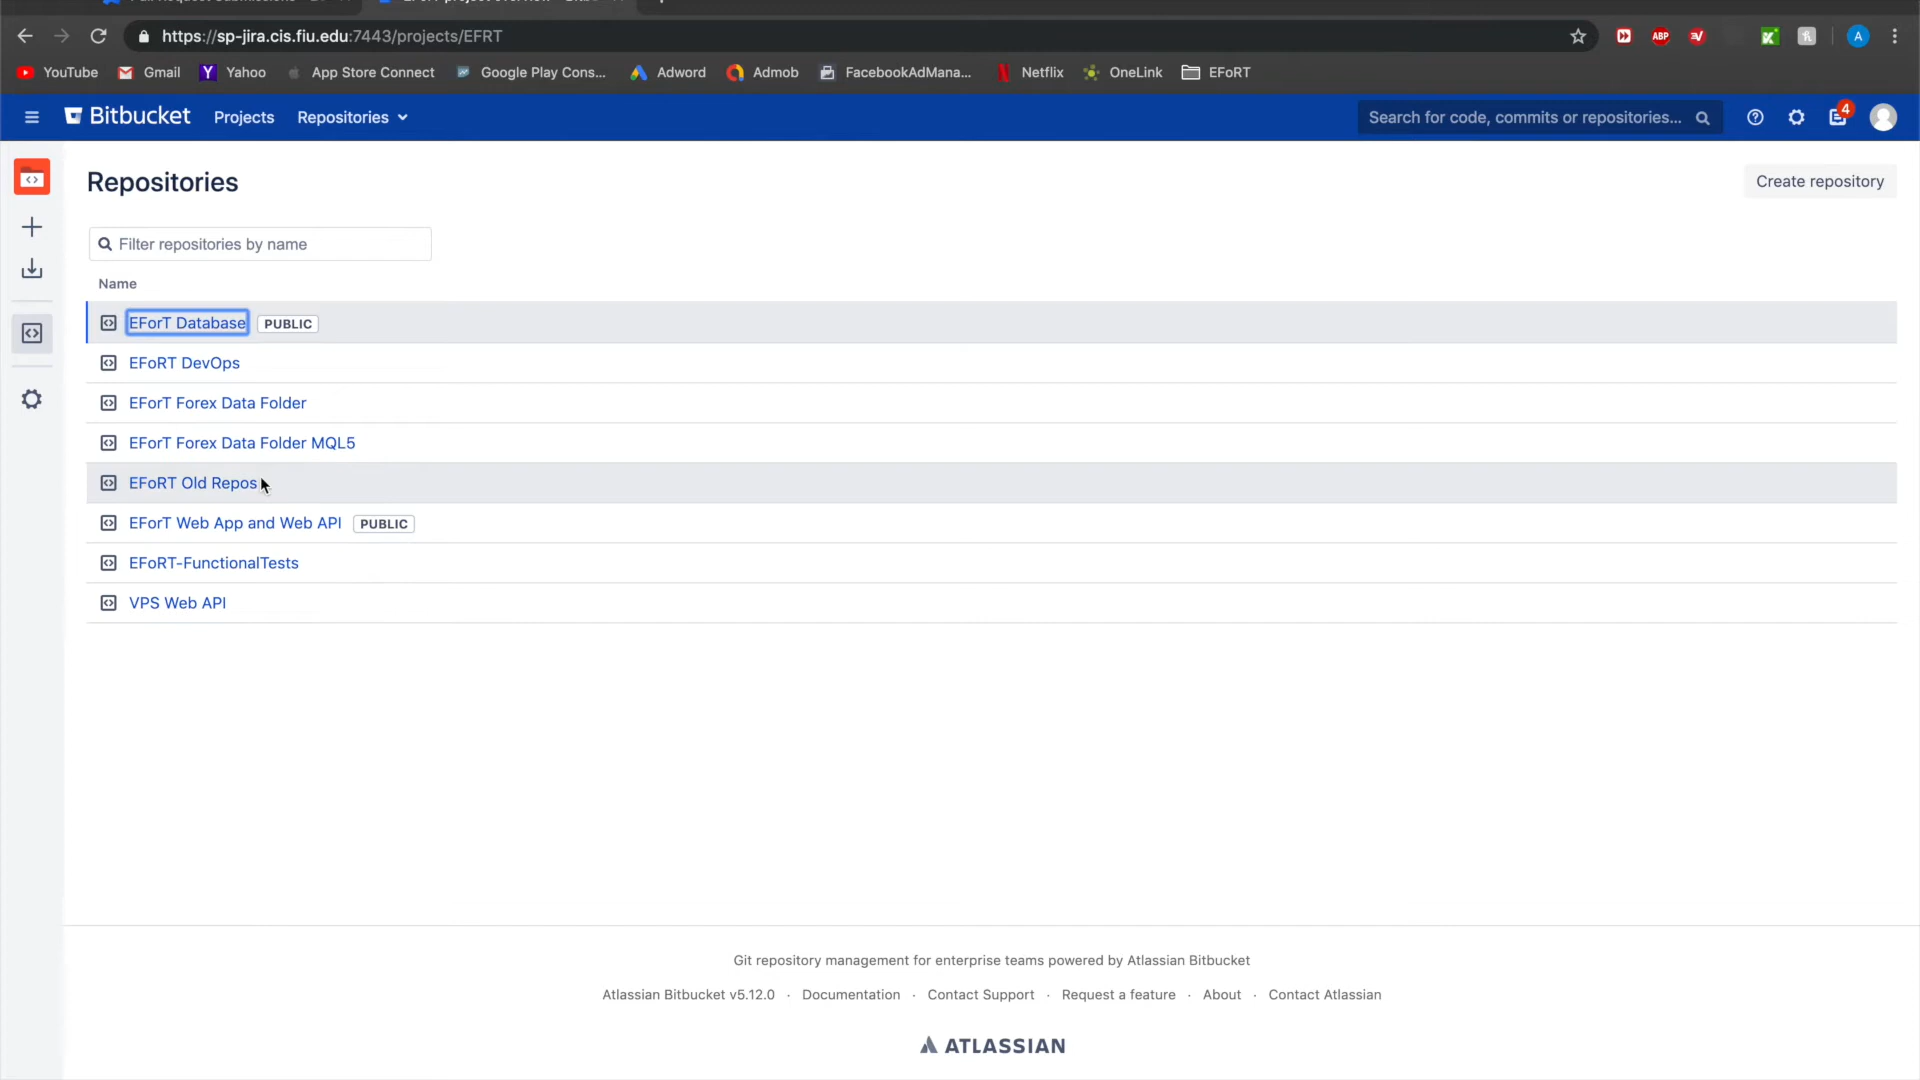 https://sp-jira.cis.fiu.edu:7443/projects/EFRT
ABP
A
YouTube Gmail Yahoo App Store Connect Google Play Cons... Adword Admob FacebookAdMana... Netflix OneLink EFoRT
Bitbucket Projects Repositories Search for code, commits or repositories... 4
Repositories
Create repository
Filter repositories by name
Name
EForT Database PUBLIC
EFoRT DevOps
EForT Forex Data Folder
EForT Forex Data Folder MQL5
EFoRT Old Repos
EForT Web App and Web API PUBLIC
EFoRT-FunctionalTests
VPS Web API
Git repository management for enterprise teams powered by Atlassian Bitbucket
Atlassian Bitbucket v5.12.0 · Documentation · Contact Support · Request a feature · About · Contact Atlassian
ATLASSIAN